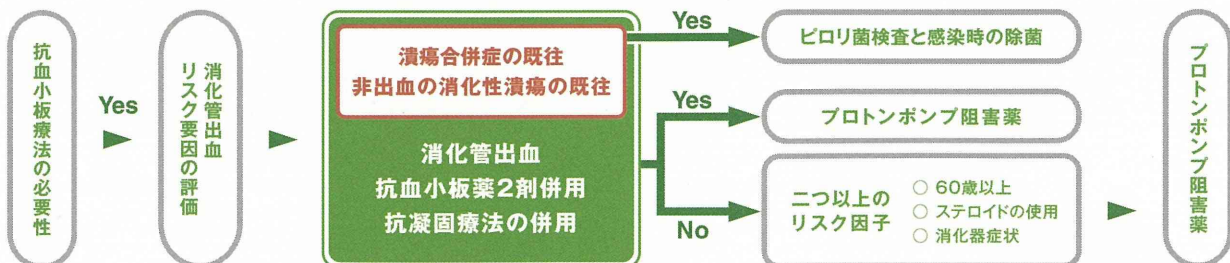 抗血小板療法の必要性
Yes
消化管出血
リスク要因の評価
潰瘍合併症の既往
非出血の消化性潰瘍の既往
消化管出血
抗血小板薬2剤併用
抗凝固療法の併用
Yes
ピロリ菌検査と感染時の除菌
Yes
プロトンポンプ阻害薬
No
二つ以上の
リスク因子
○ 60歳以上
○ ステロイドの使用
○ 消化器症状
プロトンポンプ阻害薬